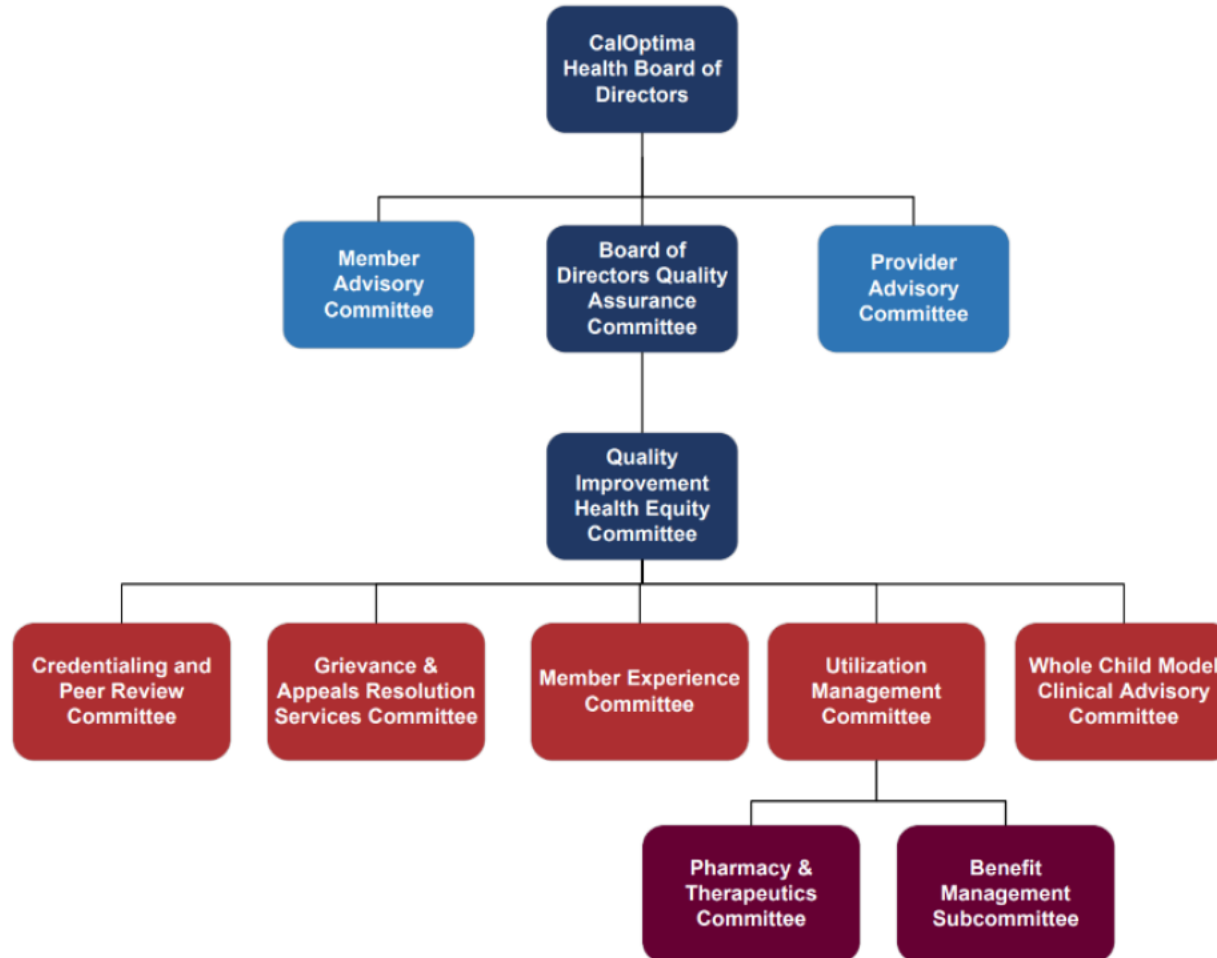 CalOptima
Health Board of
Directors
Member
Advisory
Committee
Board of
Directors Quality
Assurance
Committee
Provider
Advisory
Committee
Quality
Improvement
Health Equity
Committee
Credentialing and
Peer Review
Committee
Grievance &
Appeals Resolution
Services Committee
Member Experience
Committee
Utilization
Management
Committee
Whole Child Model
Clinical Advisory
Committee
Pharmacy &
Therapeutics
Committee
Benefit
Management
Subcommittee